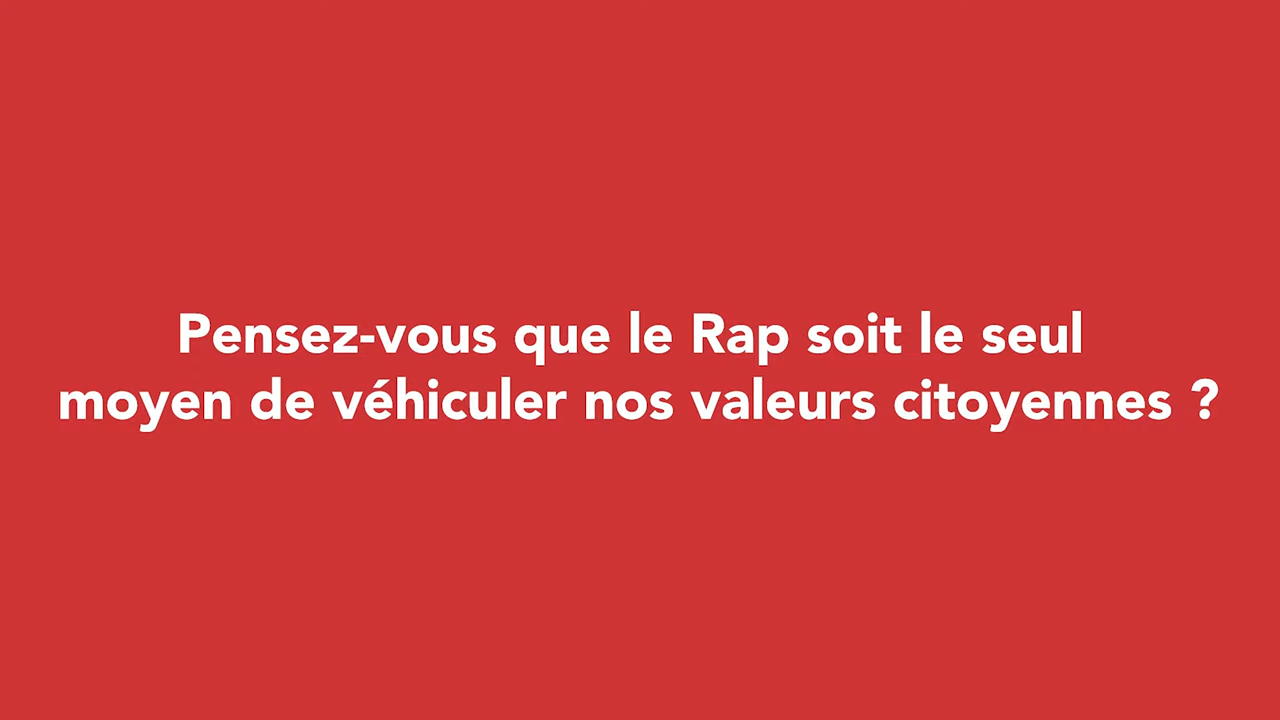 Pensez-vous que le Rap soit le seul
moyen de véhiculer nos valeurs citoyennes ?